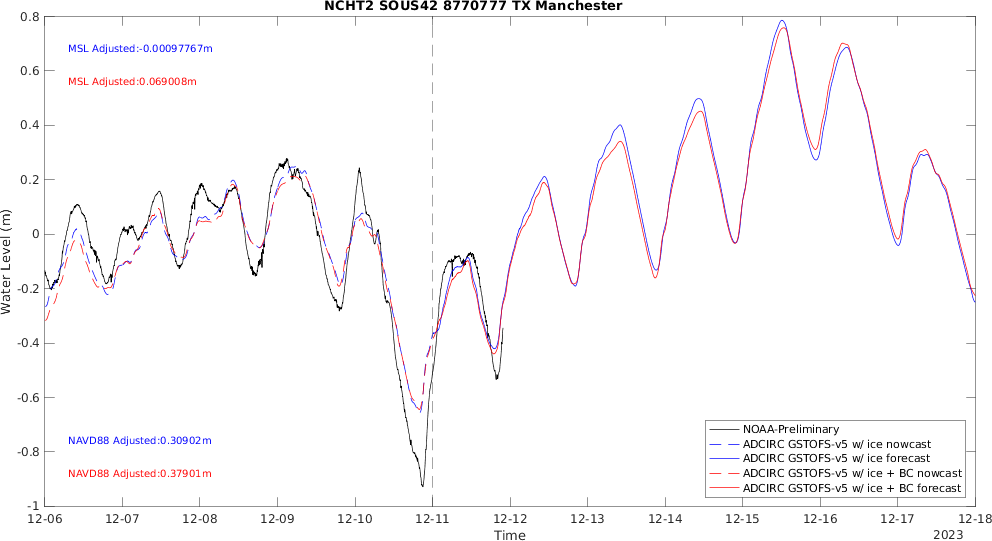 NCHT2 SOUS42 8770777 TX Manchester
MSL Adjusted:-0.00097767m
MSL Adjusted:0.069008m
NAVD88 Adjusted:0.30902m
NAVD88 Adjusted:0.37901m
Water Level (m)
0.8
0.6
0.4
0.2
0
-0.2
-0.4
-0.6
-0.8
-1
NOAA-Preliminary
ADCIRC GSTOFS-v5 w/ ice nowcast
ADCIRC GSTOFS-v5 w/ ice forecast
ADCIRC GSTOFS-v5 w/ ice + BC nowcast
ADCIRC GSTOFS-v5 w/ ice + BC forecast
12-06 12-07 12-08 12-09 12-10 12-11 12-12 12-13 12-14 12-15 12-16 12-17 12-18
Time
2023